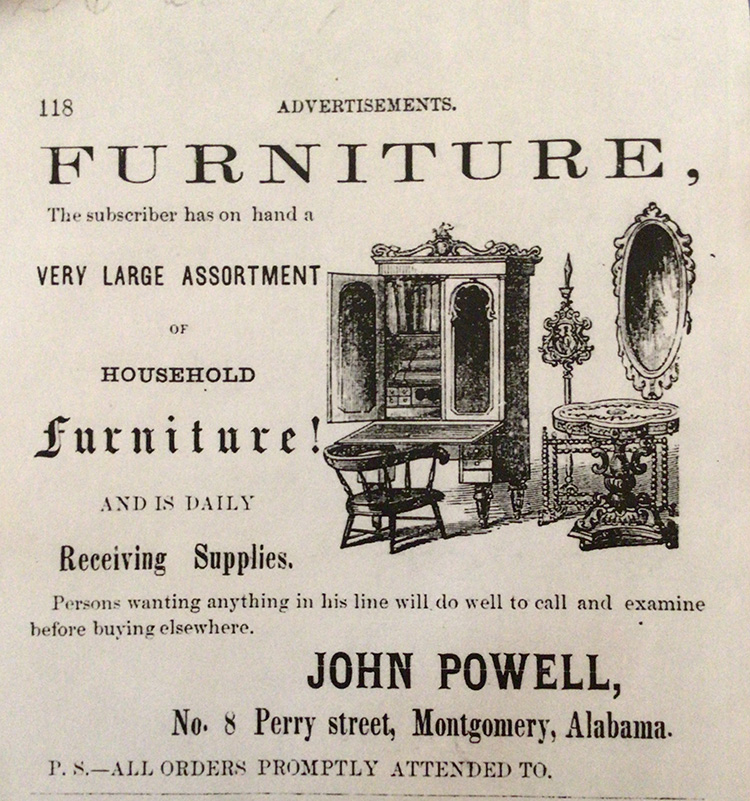 118
ADVERTISEMENTS.
FURNITURE,
The subscriber has on hand a
VERY LARGE ASSORTMENT
OF
HOUSEHOLD
Furniture!
AND IS DAILY
Receiving Supplies.
Persons wanting anything in his line will do well to call and examine
before buying elsewhere.
JOHN POWELL,
No. 8 Perry street, Montgomery, Alabama.
P. S.—ALL ORDERS PROMPTLY ATTENDED TO.